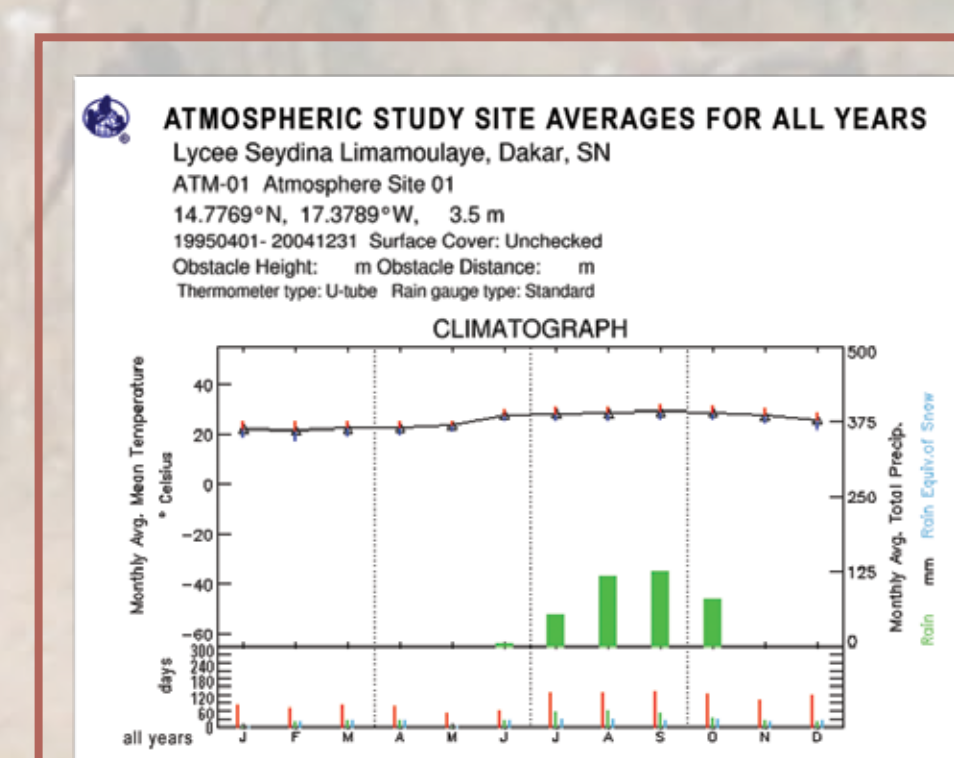 ®
ATMOSPHERIC STUDY SITE AVERAGES FOR ALL YEARS
Lycee Seydina Limamoulaye, Dakar, SN
ATM-01 Atmosphere Site 01
14.7769°N, 17.3789°W, 3.5 m
19950401- 20041231 Surface Cover: Unchecked
Obstacle Height: m Obstacle Distance: m
Thermometer type: U-tube Rain gauge type: Standard
CLIMATOGRAPH
Monthly Avg. Mean Temperature
° Celsius
40
20
0
-20
-40
-60
500
375
250
125
0
Monthly Avg. Total Precip.
Rain mm Rain Equiv.of Snow
days
300
240
180
120
60
0
all years J F M A M J J A S O N D